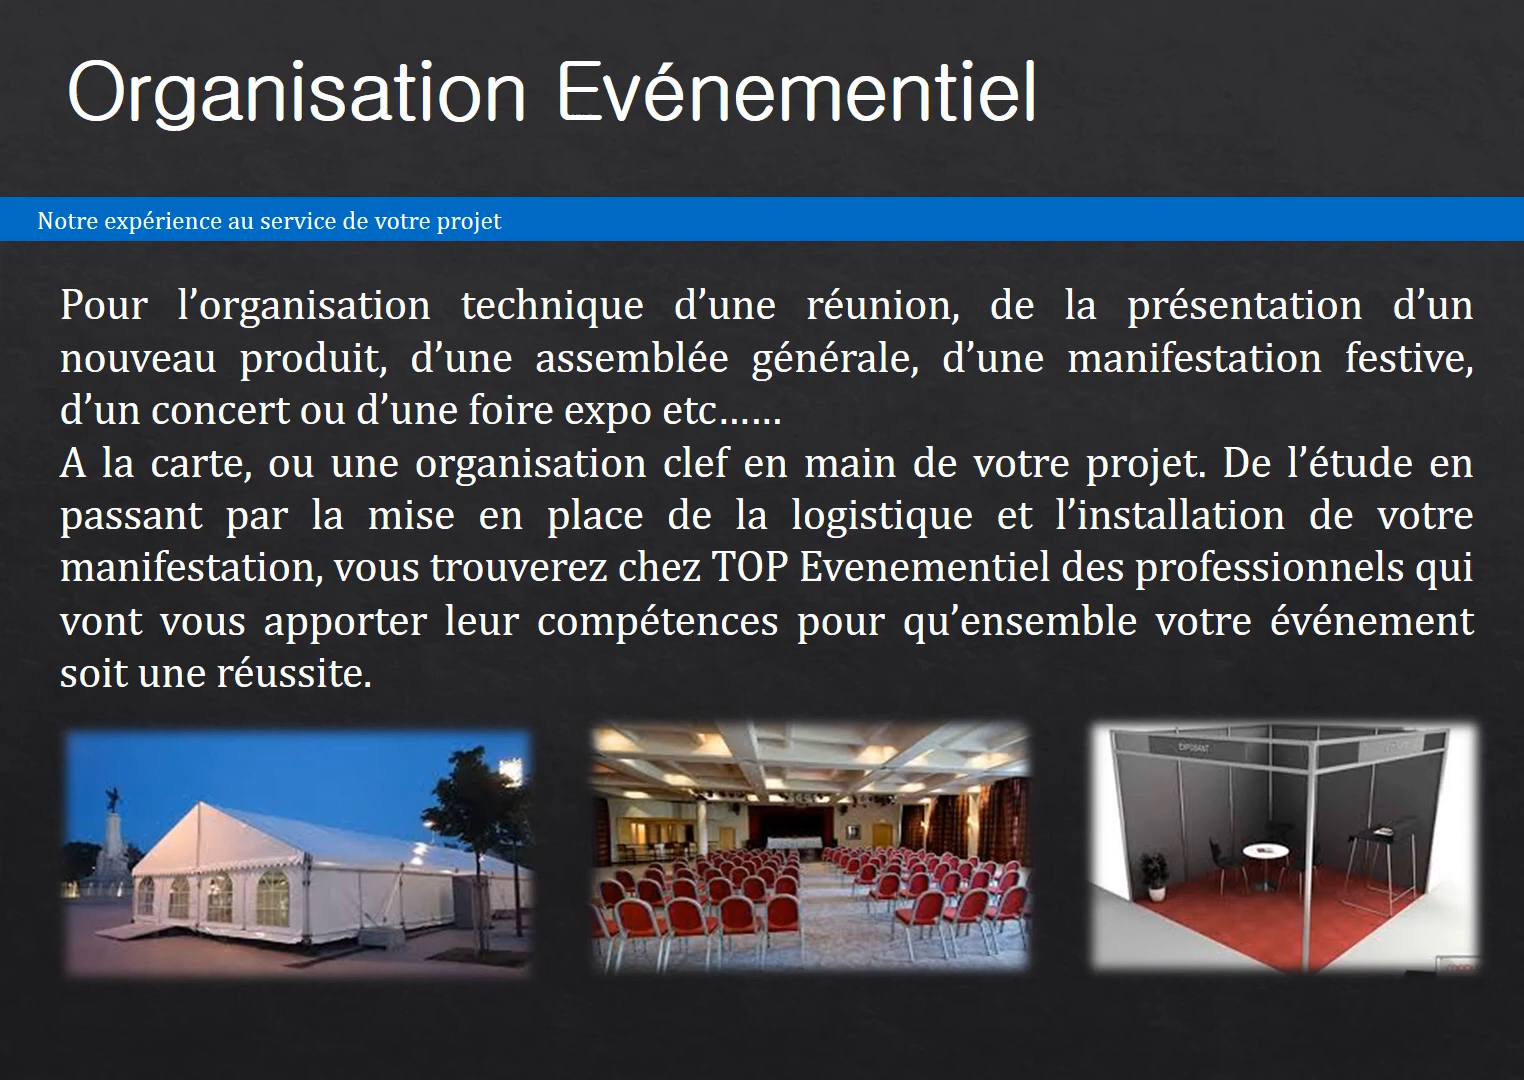 Organisation Evénementiel
Notre expérience au service de votre projet
Pour l’organisation technique d’une réunion, de la présentation d’un
nouveau produit, d’une assemblée générale, d’une manifestation festive,
d’un concert ou d’une foire expo etc……
A la carte, ou une organisation clef en main de votre projet. De l’étude en
passant par la mise en place de la logistique et l’installation de votre
manifestation, vous trouverez chez TOP Evenementiel des professionnels qui
vont vous apporter leur compétences pour qu’ensemble votre événement
soit une réussite.
EXPOSANT